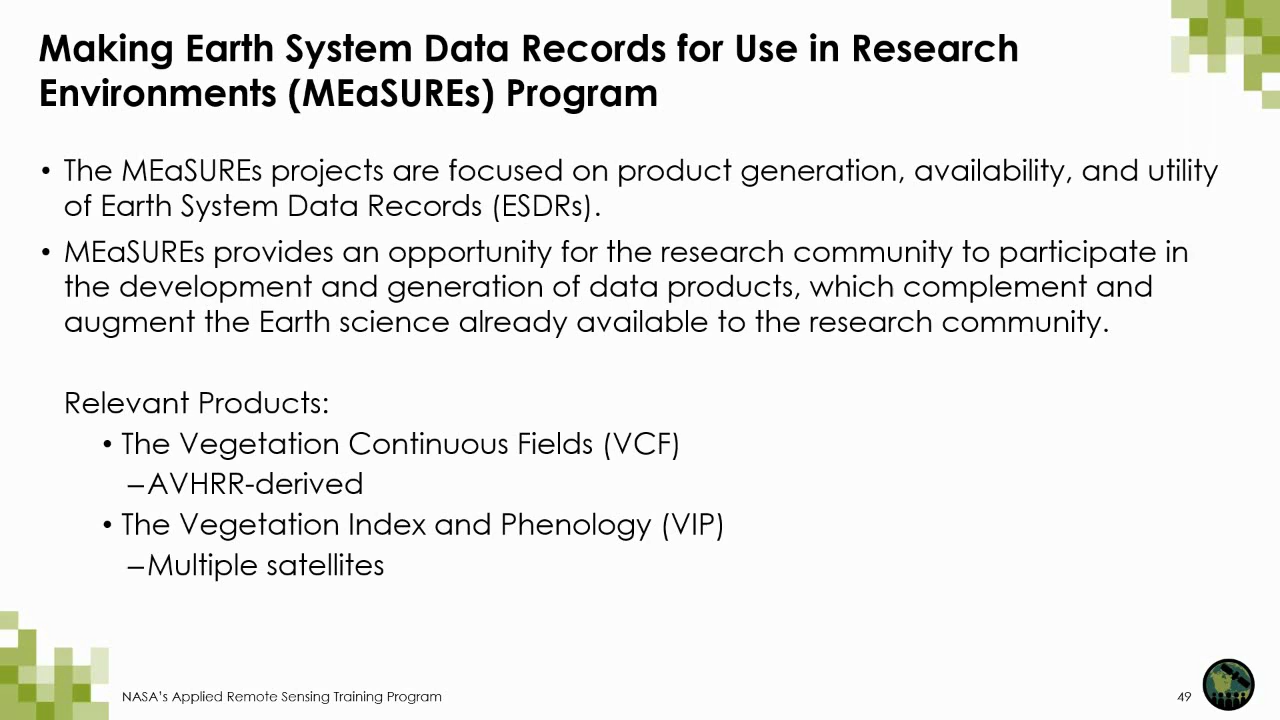 Making Earth System Data Records for Use in Research
Environments (MEaSUREs) Program
• The MEaSUREs projects are focused on product generation, availability, and utility
of Earth System Data Records (ESDRs).
• MEaSUREs provides an opportunity for the research community to participate in
the development and generation of data products, which complement and
augment the Earth science already available to the research community.
Relevant Products:
• The Vegetation Continuous Fields (VCF)
–AVHRR-derived
• The Vegetation Index and Phenology (VIP)
–Multiple satellites
NASA's Applied Remote Sensing Training Program
49